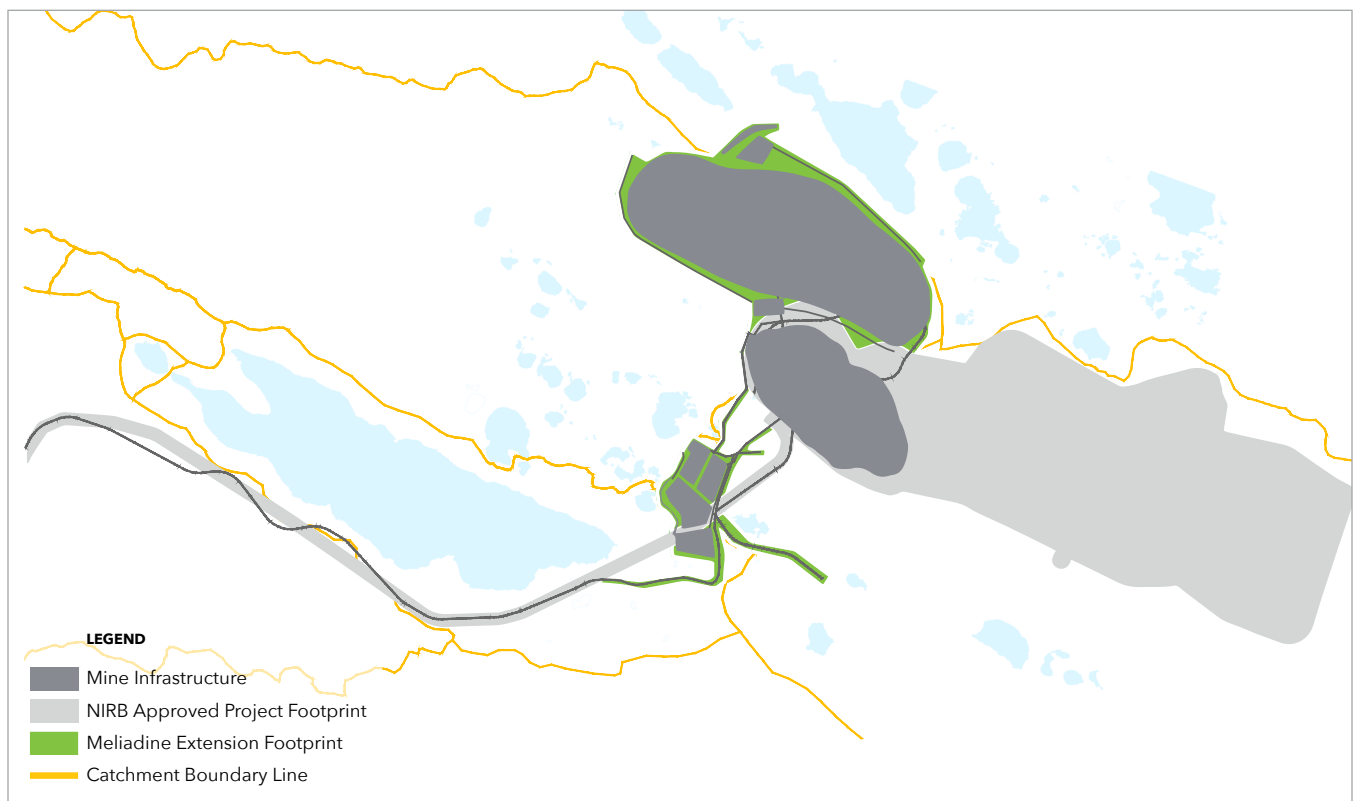 LEGEND
Mine Infrastructure
NIRB Approved Project Footprint
Meliadine Extension Footprint
Catchment Boundary Line